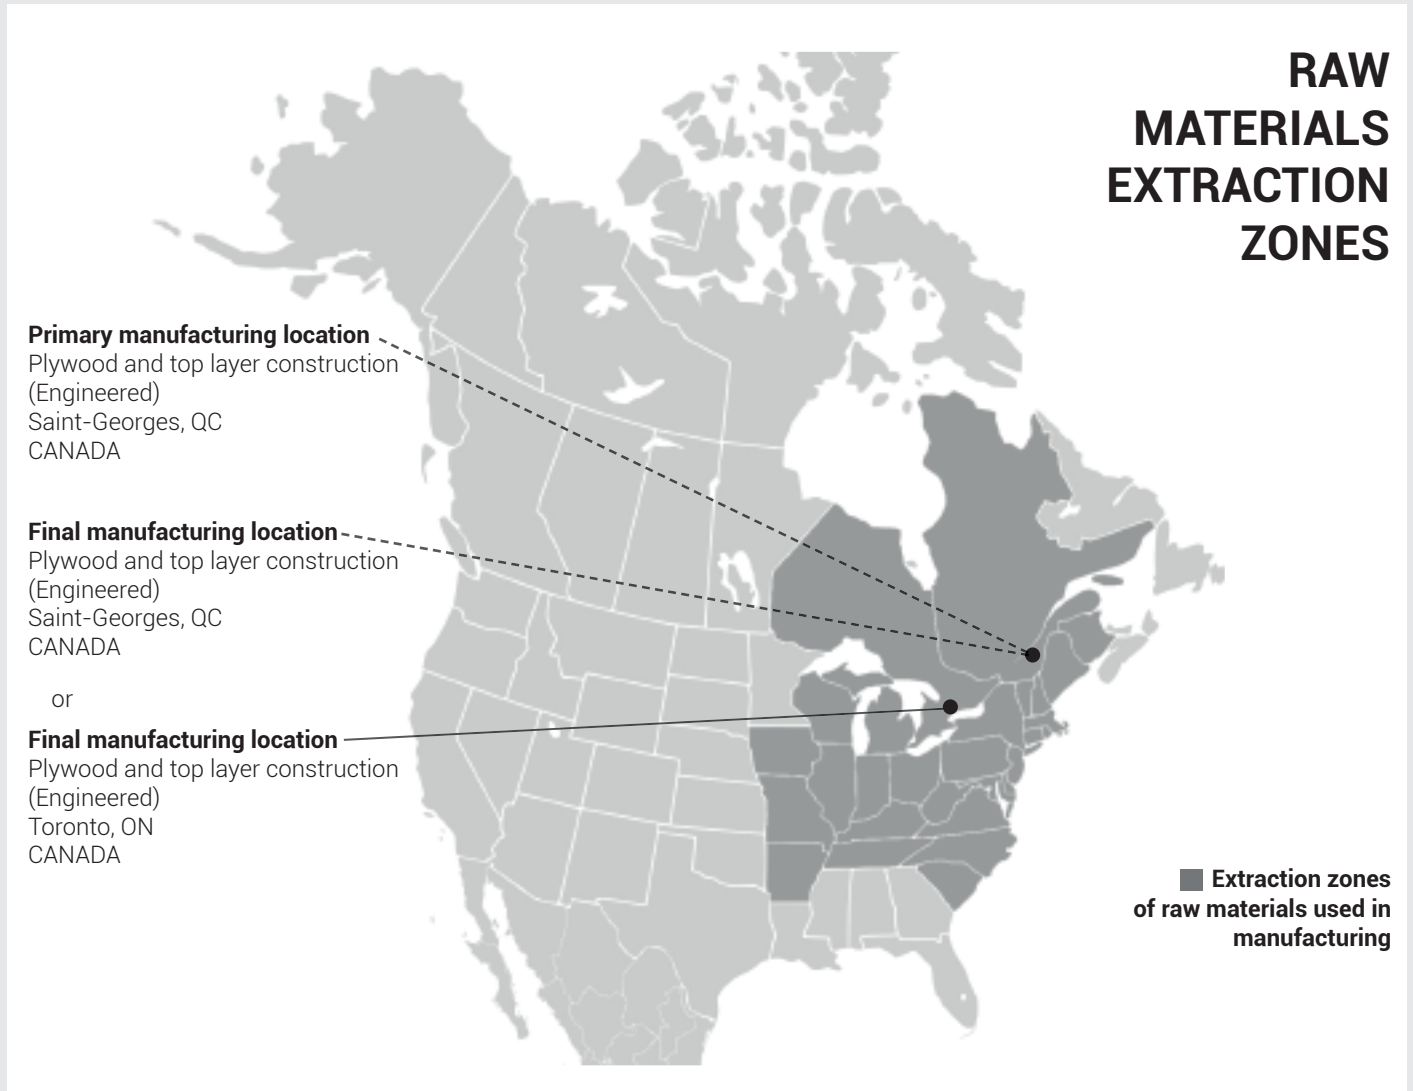 RAW
MATERIALS
EXTRACTION
ZONES
Primary manufacturing location
Plywood and top layer construction
(Engineered)
Saint-Georges, QC
CANADA
Final manufacturing location
Plywood and top layer construction
(Engineered)
Saint-Georges, QC
CANADA
or
Final manufacturing location
Plywood and top layer construction
(Engineered)
Toronto, ON
CANADA
Extraction zones
of raw materials used in
manufacturing